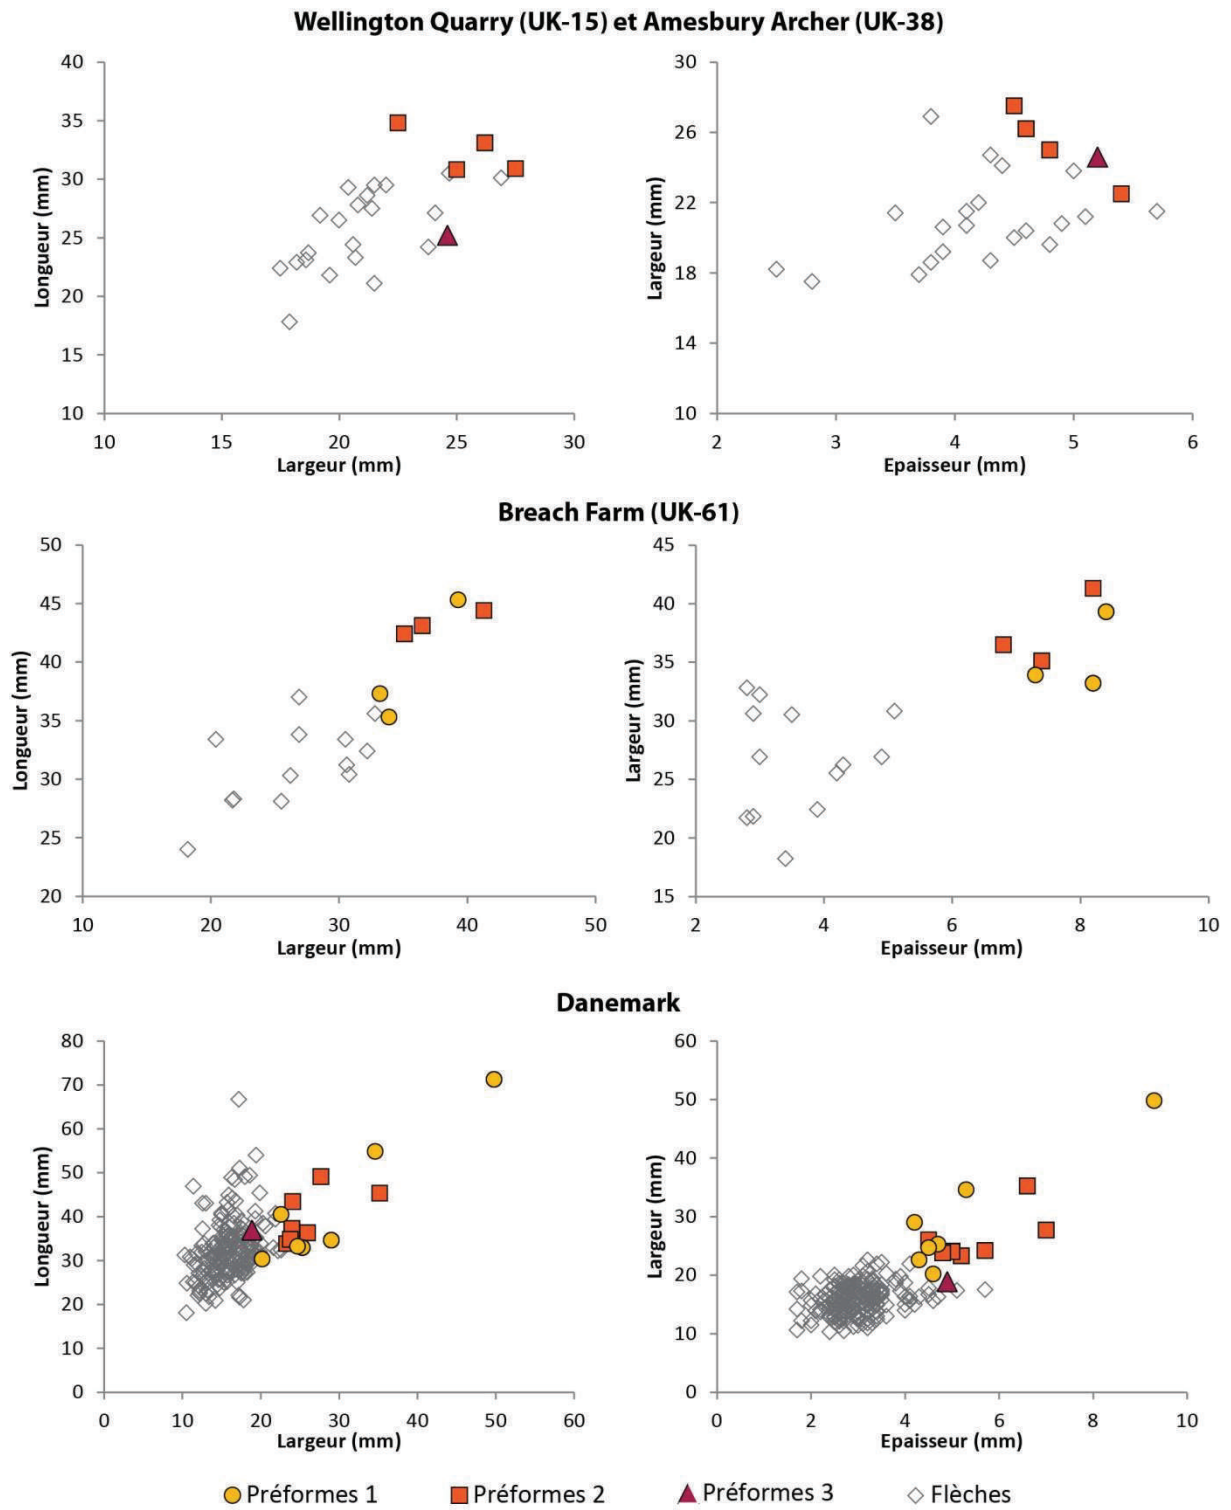 Wellington Quarry (UK-15) et Amesbury Archer (UK-38)
40
35
30
25
20
15
10
Longueur (mm)
10 15 20 25 30
Largeur (mm)
30
26
22
18
14
10
Largeur (mm)
2 3 4 5 6
Epaisseur (mm)
Breach Farm (UK-61)
50
45
40
35
30
25
20
Longueur (mm)
10 20 30 40 50
Largeur (mm)
45
40
35
30
25
20
15
Largeur (mm)
2 4 6 8 10
Epaisseur (mm)
Danemark
80
70
60
50
40
30
20
10
0
Longueur (mm)
0 10 20 30 40 50 60
Largeur (mm)
60
50
40
30
20
10
0
Largeur (mm)
0 2 4 6 8 10
Epaisseur (mm)
Préformes 1 Préformes 2 Préformes 3 Flèches